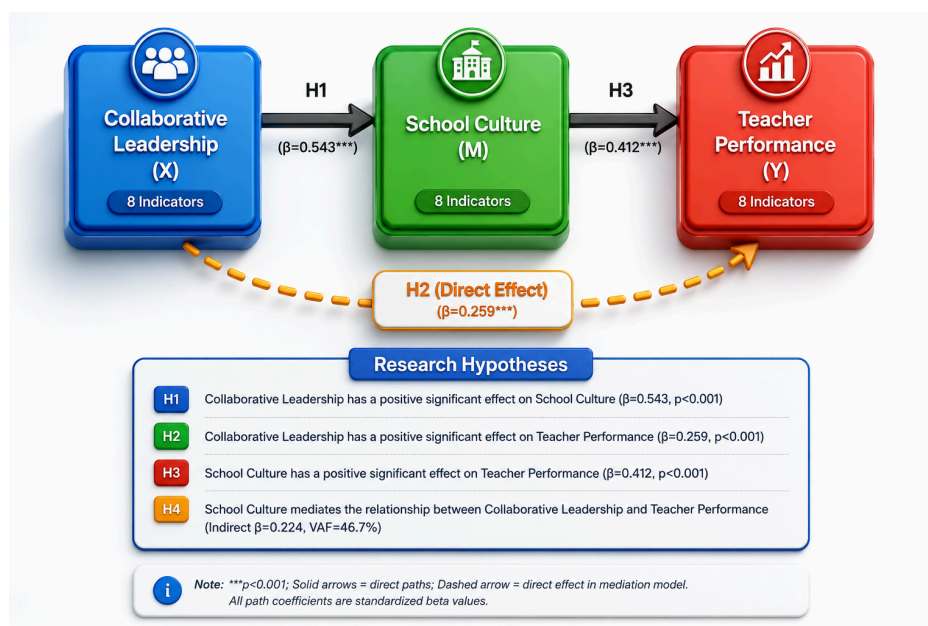 H1
H3
Collaborative
Leadership
(X)
8 Indicators
(β=0.543***)
School Culture
(M)
8 Indicators
(β=0.412***)
Teacher
Performance
(Y)
8 Indicators
H2 (Direct Effect)
(β=0.259***)
Research Hypotheses
H1 Collaborative Leadership has a positive significant effect on School Culture (β=0.543, p<0.001)
H2 Collaborative Leadership has a positive significant effect on Teacher Performance (β=0.259, p<0.001)
H3 School Culture has a positive significant effect on Teacher Performance (β=0.412, p<0.001)
H4 School Culture mediates the relationship between Collaborative Leadership and Teacher Performance
(Indirect β=0.224, VAF=46.7%)
i Note: ***p<0.001; Solid arrows = direct paths; Dashed arrow = direct effect in mediation model.
All path coefficients are standardized beta values.